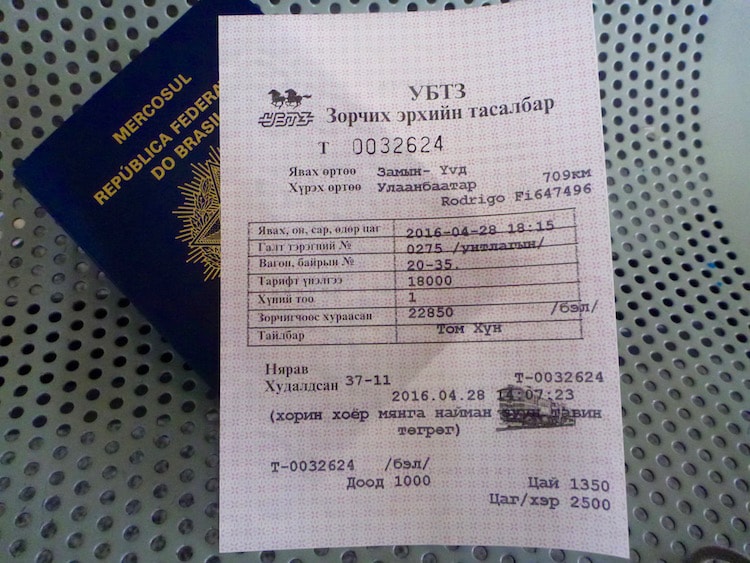 MERCOSUL
REPÚBLICA FEDERA
DO BRASIL
УБТЗ
УБТЗ
Зорчих эрхийн тасалбар
Т 0032624
Явах өртөө Замын- Үүд 709км
Хүрэх өртөө Улаанбаатар
Rodrigo Fi647496
Явах, он, сар, өдөр цаг 2016-04-28 18:15
Галт тэрэгний № 0275 /уитлагын/
Вагон, байрын № 20-35.
Тарифт үнэлгээ 18000
Хүний тоо 1
Зорчигчоос хураасан 22850 /бэл/
Тайлбар Том Хүн
Нярав
Худалдсан 37-11 Т-0032624
2016.04.28 14:07:23
(хорин хоёр мянга найман тавин
төгрөг)
Т-0032624 /бэл/
Доод 1000 Цай 1350
Цаг/хэр 2500